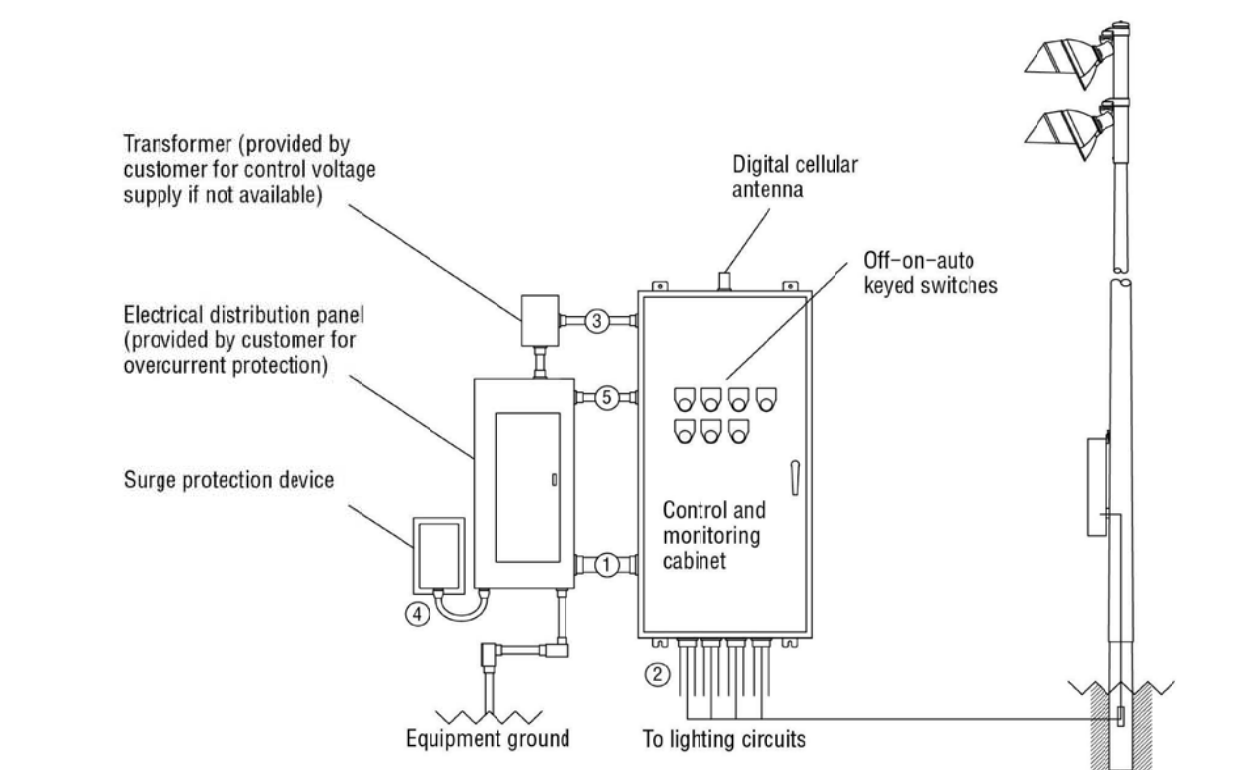 Transformer (provided by
customer for control voltage
supply if not available)
Digital cellular
antenna
Off-on-auto
keyed switches
Electrical distribution panel
(provided by customer for
overcurrent protection)
3
5
Surge protection device
Control and
monitoring
cabinet
1
4
2
Equipment ground
To lighting circuits